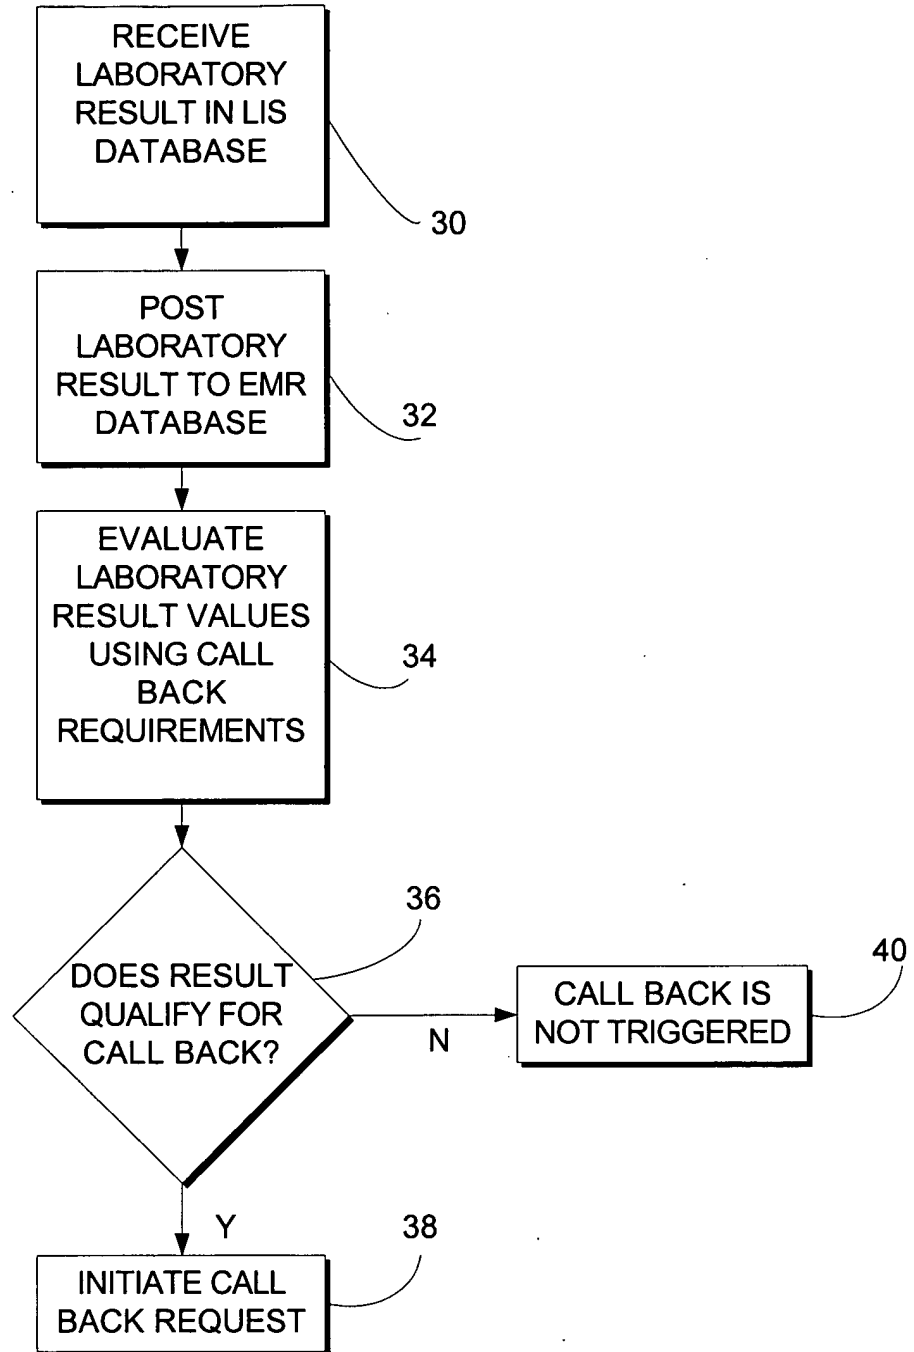 RECEIVE
LABORATORY
RESULT IN LIS
DATABASE
30
POST
LABORATORY
RESULT TO EMR
DATABASE
32
EVALUATE
LABORATORY
RESULT VALUES
USING CALL
BACK
REQUIREMENTS
34
36
DOES RESULT
QUALIFY FOR
CALL BACK?
N
40
CALL BACK IS
NOT TRIGGERED
Y
38
INITIATE CALL
BACK REQUEST